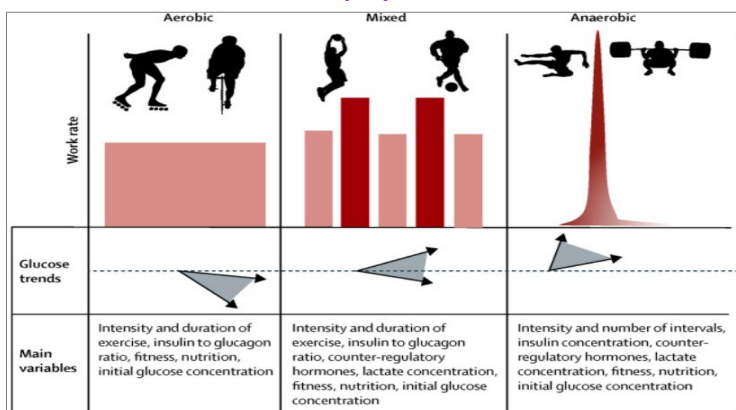 Aerobic
Mixed
Anaerobic
Work rate
Glucose
trends
Main
variables
Intensity and duration of
exercise, insulin to glucagon
ratio, fitness, nutrition,
initial glucose concentration
Intensity and duration of
exercise, insulin to glucagon
ratio, counter-regulatory
hormones, lactate concentration,
fitness, nutrition, initial glucose
concentration
Intensity and number of intervals,
insulin concentration, counter-
regulatory hormones, lactate
concentration, fitness, nutrition,
initial glucose concentration